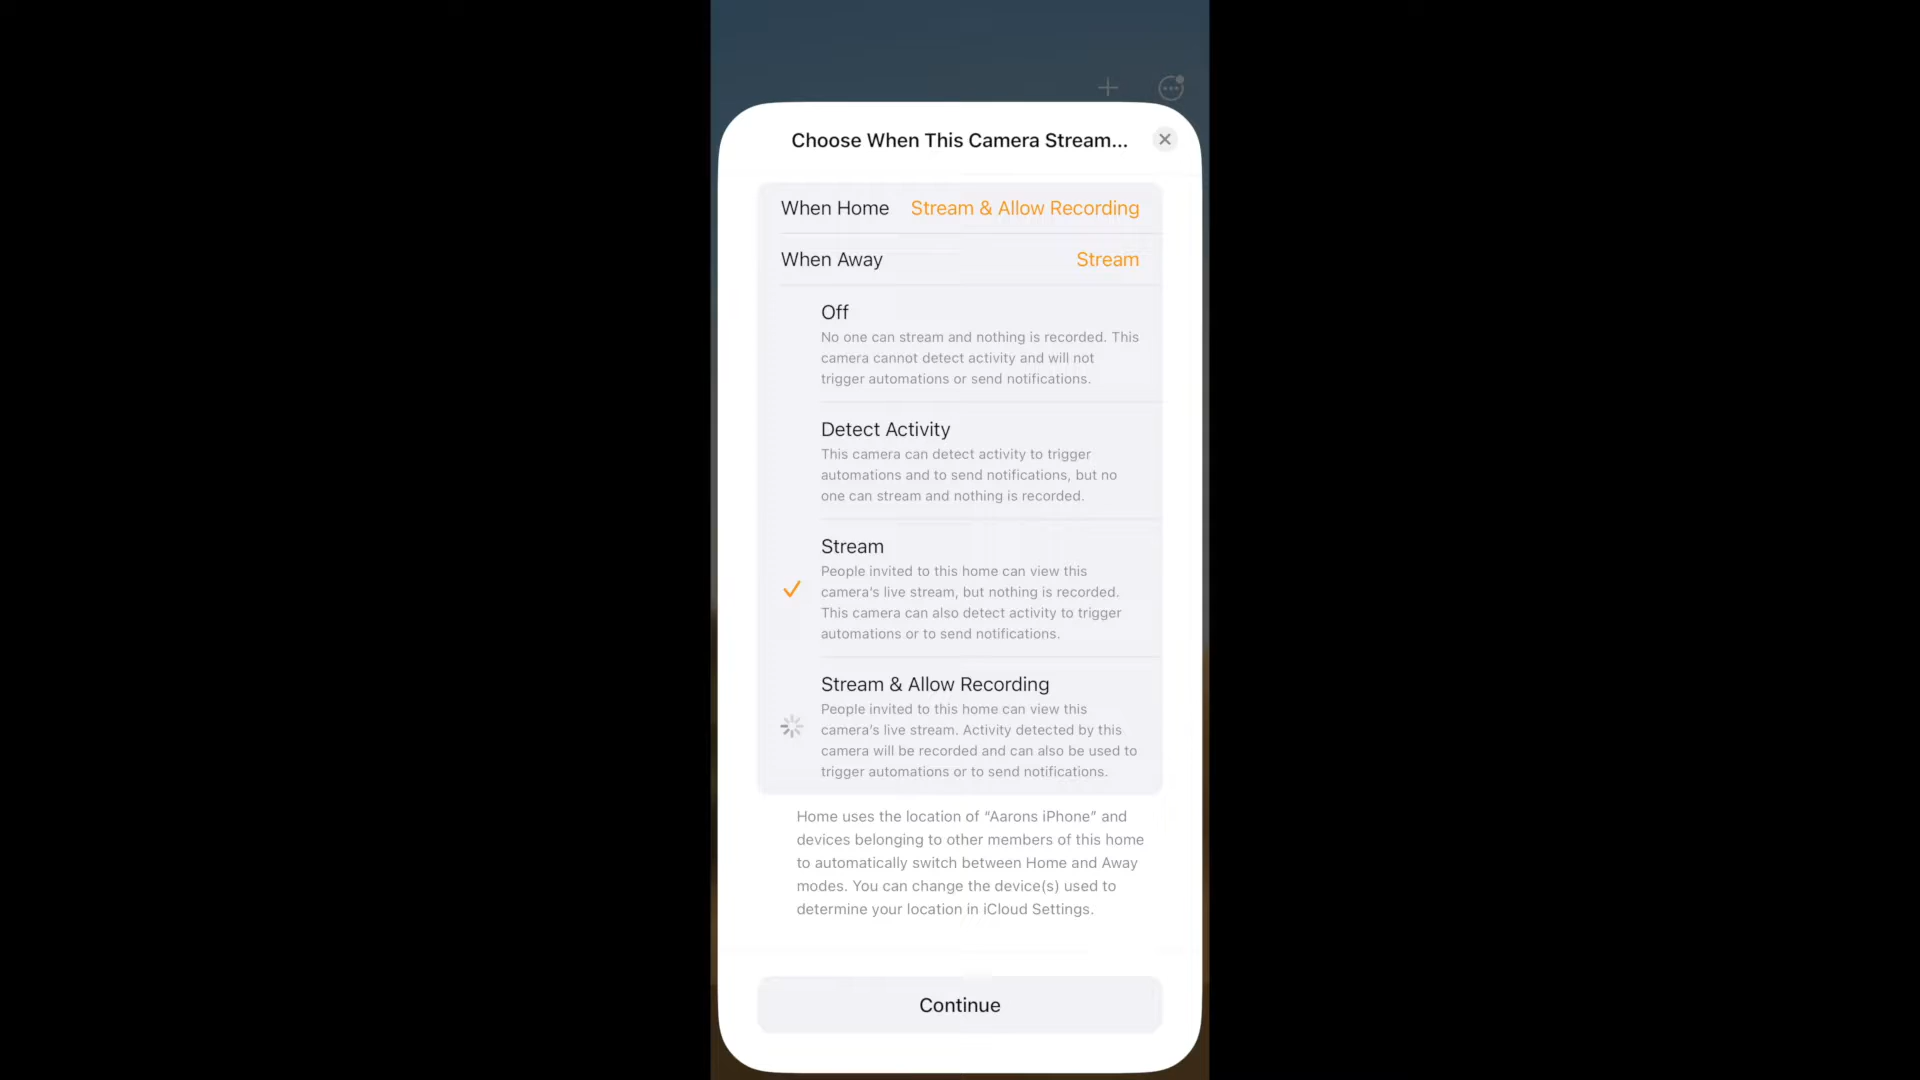 Choose When This Camera Stream...
When Home Stream & Allow Recording
When Away Stream
Off
No one can stream and nothing is recorded. This
camera cannot detect activity and will not
trigger automations or send notifications.
Detect Activity
This camera can detect activity to trigger
automations and to send notifications, but no
one can stream and nothing is recorded.
Stream
People invited to this home can view this
camera's live stream, but nothing is recorded.
This camera can also detect activity to trigger
automations or to send notifications.
Stream & Allow Recording
People invited to this home can view this
camera's live stream. Activity detected by this
camera will be recorded and can also be used to
trigger automations or to send notifications.
Home uses the location of “Aarons iPhone” and
devices belonging to other members of this home
to automatically switch between Home and Away
modes. You can change the device(s) used to
determine your location in iCloud Settings.
Continue